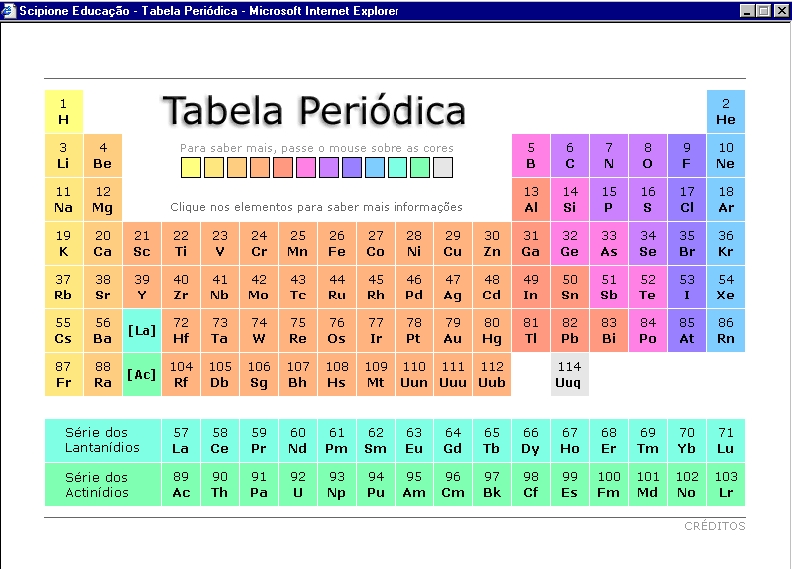 Scipione Educação - Tabela Periódica - Microsoft Internet Explorer
Tabela Periódica
Para saber mais, passe o mouse sobre as cores
Clique nos elementos para saber mais informações
1 2
H He
3 4 5 6 7 8 9 10
Li Be B C N O F Ne
11 12 13 14 15 16 17 18
Na Mg Al Si P S Cl Ar
19 20 21 22 23 24 25 26 27 28 29 30 31 32 33 34 35 36
K Ca Sc Ti V Cr Mn Fe Co Ni Cu Zn Ga Ge As Se Br Kr
37 38 39 40 41 42 43 44 45 46 47 48 49 50 51 52 53 54
Rb Sr Y Zr Nb Mo Tc Ru Rh Pd Ag Cd In Sn Sb Te I Xe
55 56 [La] 72 73 74 75 76 77 78 79 80 81 82 83 84 85 86
Cs Ba Hf Ta W Re Os Ir Pt Au Hg Tl Pb Bi Po At Rn
87 88 [Ac] 104 105 106 107 108 109 110 111 112 114
Fr Ra Rf Db Sg Bh Hs Mt Uun Uuu Uub Uuq
Série dos 57 58 59 60 61 62 63 64 65 66 67 68 69 70 71
Lantanídios La Ce Pr Nd Pm Sm Eu Gd Tb Dy Ho Er Tm Yb Lu
Série dos 89 90 91 92 93 94 95 96 97 98 99 100 101 102 103
Actinídios Ac Th Pa U Np Pu Am Cm Bk Cf Es Fm Md No Lr
CRÉDITOS